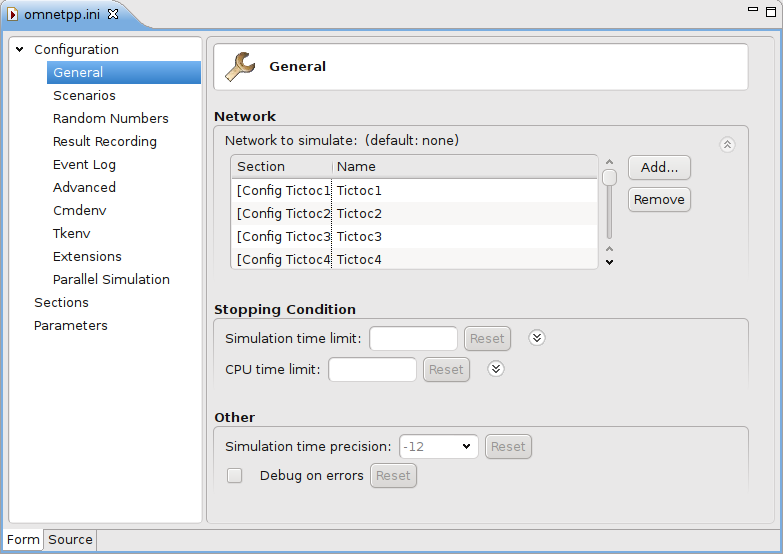 omnetpp.ini
Configuration
General
Scenarios
Random Numbers
Result Recording
Event Log
Advanced
Cmdenv
Tkenv
Extensions
Parallel Simulation
Sections
Parameters
General
Network
Network to simulate: (default: none)
Section Name
[Config Tictoc1 Tictoc1
[Config Tictoc2 Tictoc2
[Config Tictoc3 Tictoc3
[Config Tictoc4 Tictoc4
Add...
Remove
Stopping Condition
Simulation time limit: Reset
CPU time limit: Reset
Other
Simulation time precision: -12 Reset
Debug on errors Reset
Form Source